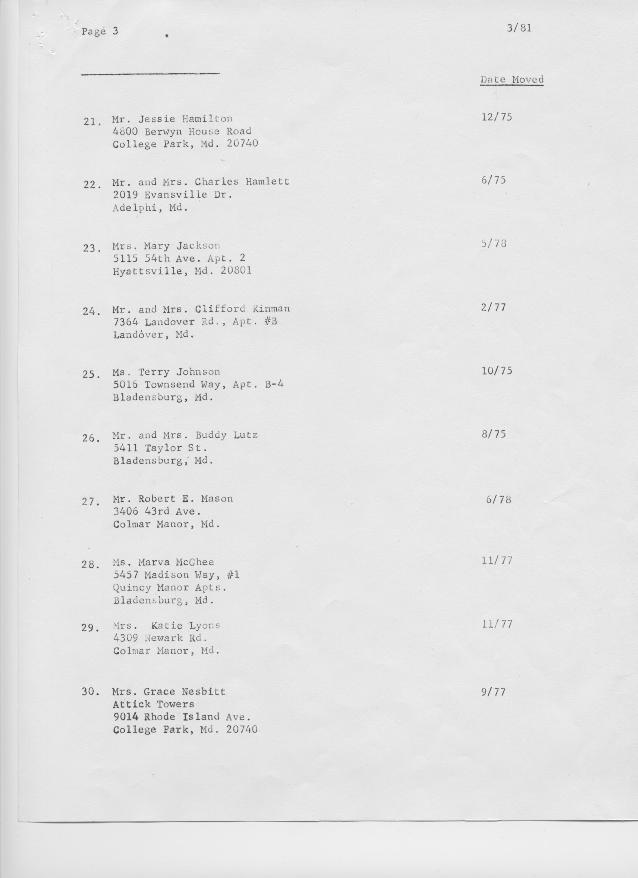 Page 3
3/81
Date Moved
21. Mr. Jessie Hamilton 12/75
4800 Berwyn House Road
College Park, Md. 20740
22. Mr. and Mrs. Charles Hamlett 6/75
2019 Evansville Dr.
Adelphi, Md.
23. Mrs. Mary Jackson 5/78
5115 54th Ave. Apt. 2
Hyattsville, Md. 20801
24. Mr. and Mrs. Clifford Kinman 2/77
7364 Landover Rd., Apt. #B
Landover, Md.
25. Ms. Terry Johnson 10/75
5016 Townsend Way, Apt. B-4
Bladensburg, Md.
26. Mr. and Mrs. Buddy Lutz 8/75
5411 Taylor St.
Bladensburg, Md.
27. Mr. Robert E. Mason 6/78
3406 43rd Ave.
Colmar Manor, Md.
28. Ms. Marva McGhee 11/77
5457 Madison Way, #1
Quincy Manor Apts.
Bladensburg, Md.
29. Mrs. Katie Lyons 11/77
4309 Newark Rd.
Colmar Manor, Md.
30. Mrs. Grace Nesbitt 9/77
Attick Towers
9014 Rhode Island Ave.
College Park, Md. 20740